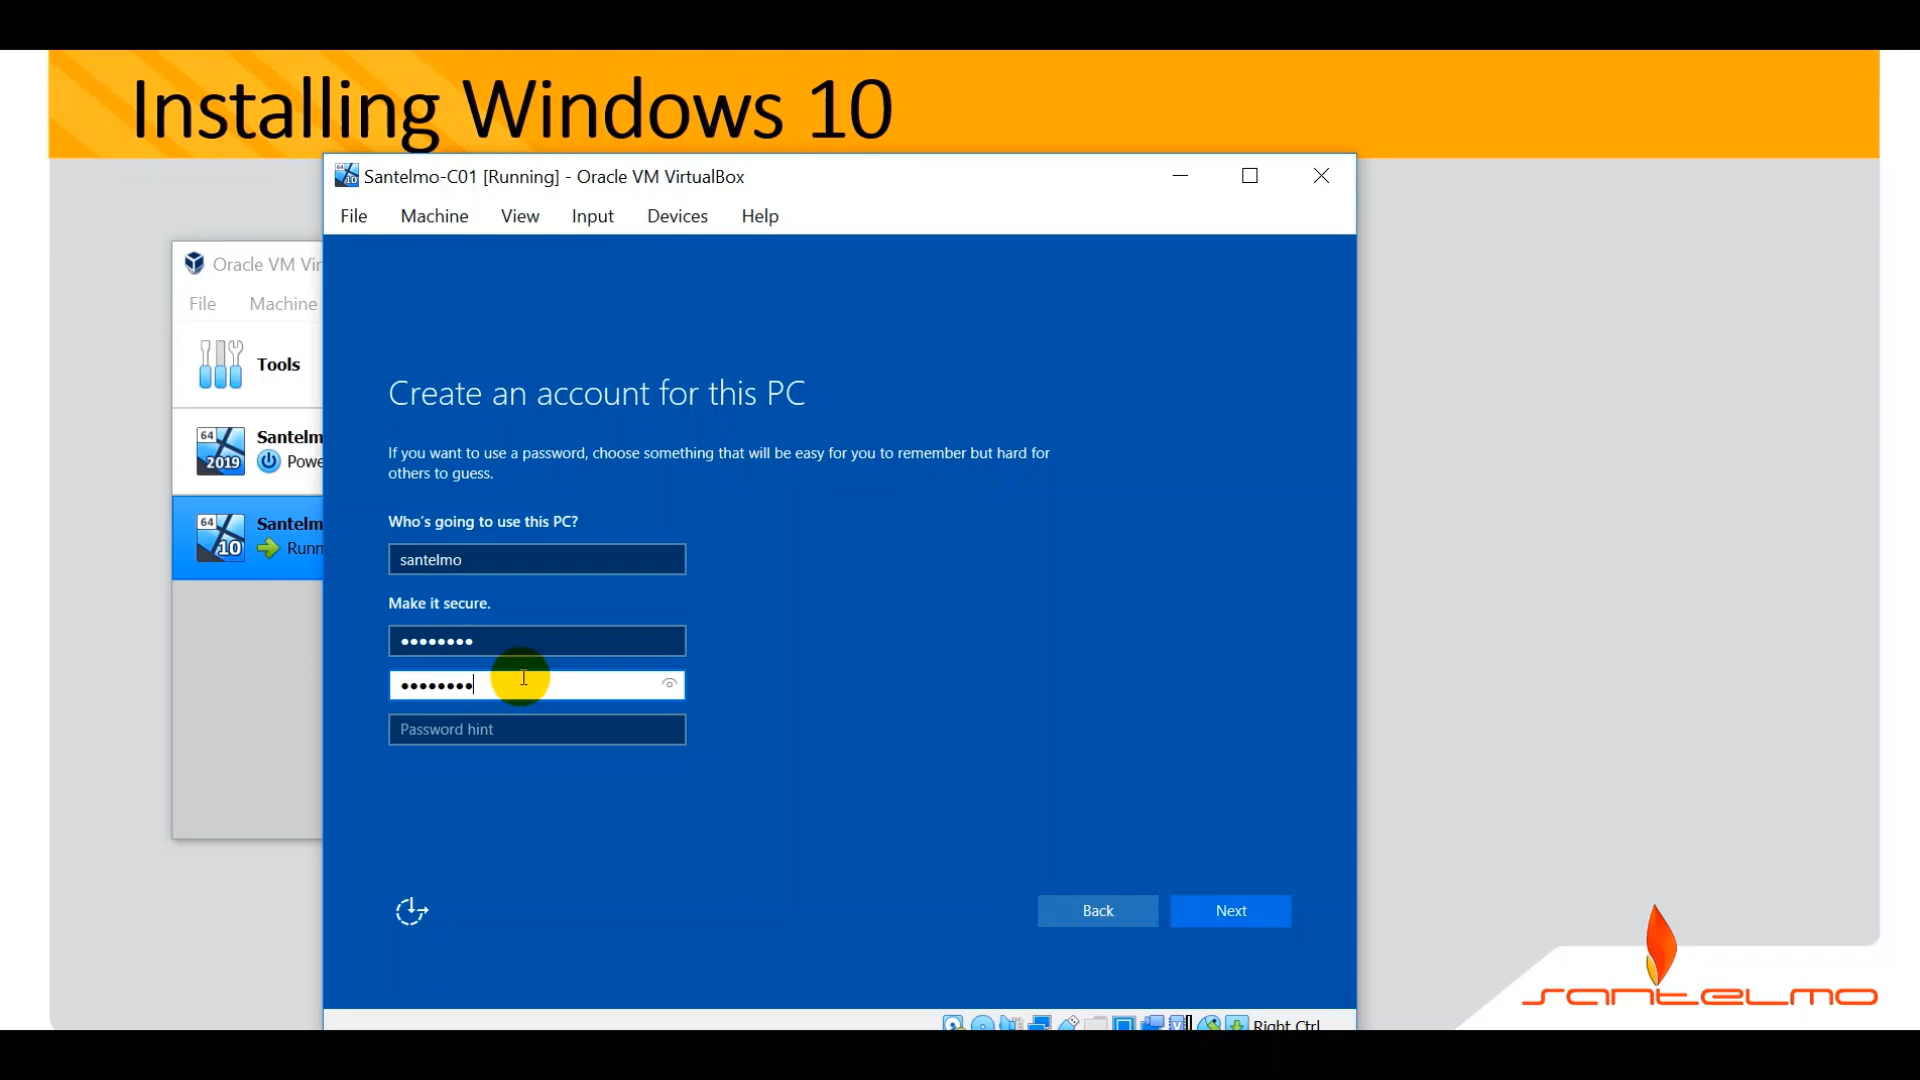 Installing Windows 10
Santelmo-C01 [Running] - Oracle VM VirtualBox
File Machine View Input Devices Help
Oracle VM Vir
File Machine
Tools
64
2019
Santelm
Powe
64
10
Santelm
Runn
Create an account for this PC
If you want to use a password, choose something that will be easy for you to remember but hard for
others to guess.
Who's going to use this PC?
santelmo
Make it secure.
••••••••
••••••••
Password hint
Back Next
Right Ctrl
santelmo